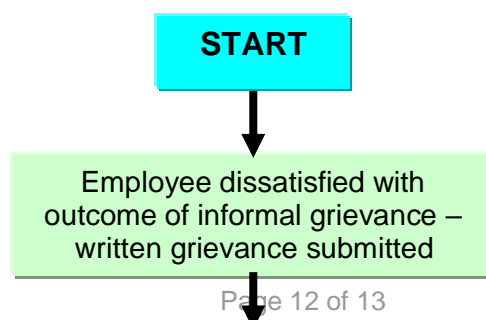 START
Employee dissatisfied with
outcome of informal grievance –
written grievance submitted
Page 12 of 13